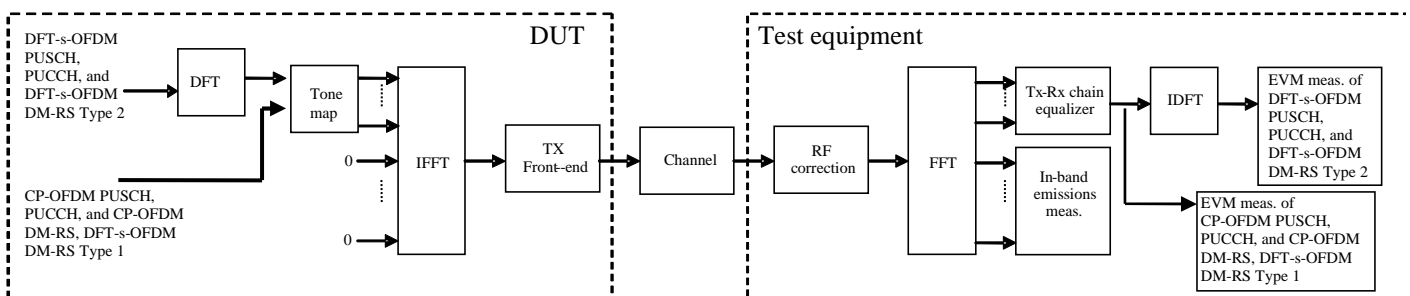 DUT
DFT-s-OFDM
PUSCH,
PUCCH, and
DFT-s-OFDM
DM-RS Type 2
DFT
Tone
map
CP-OFDM PUSCH,
PUCCH, and CP-OFDM
DM-RS, DFT-s-OFDM
DM-RS Type 1
0
0
IFFT
TX
Front--end
Channel
Test equipment
RF
correction
FFT
Tx-Rx chain
equalizer
In-band
emissions
meas.
IDFT
EVM meas. of
DFT-s-OFDM
PUSCH,
PUCCH, and
DFT-s-OFDM
DM-RS Type 2
EVM meas. of
CP-OFDM PUSCH,
PUCCH, and CP-OFDM
DM-RS, DFT-s-OFDM
DM-RS Type 1